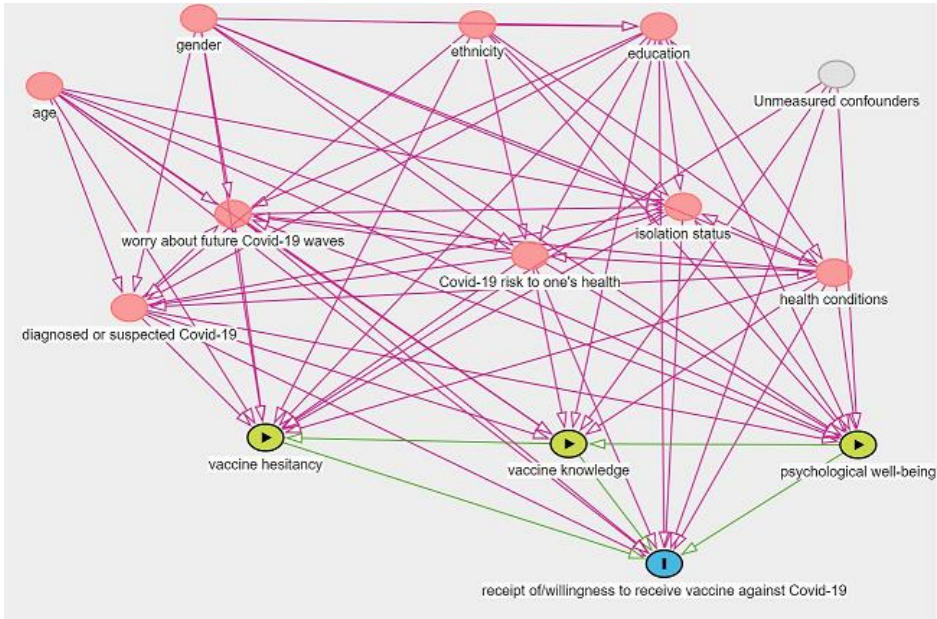 gender
ethnicity
education
Unmeasured confounders
age
worry about future Covid-19 waves
isolation status
Covid-19 risk to one's health
health conditions
diagnosed or suspected Covid-19
vaccine hesitancy
vaccine knowledge
psychological well-being
receipt of/willingness to receive vaccine against Covid-19